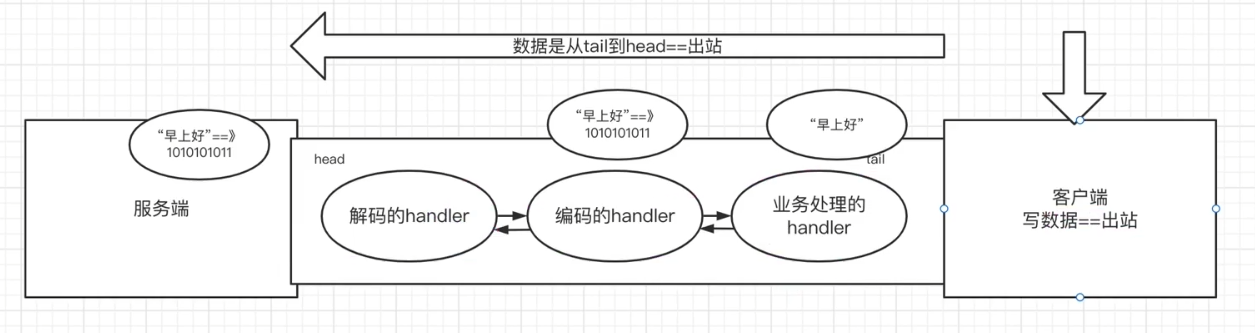 数据是从tail到head==出站
“早上好”==》
1010101011
“早上好”==》
1010101011
“早上好”
head
tail
服务端
解码的handler
编码的handler
业务处理的
handler
客户端
写数据==出站